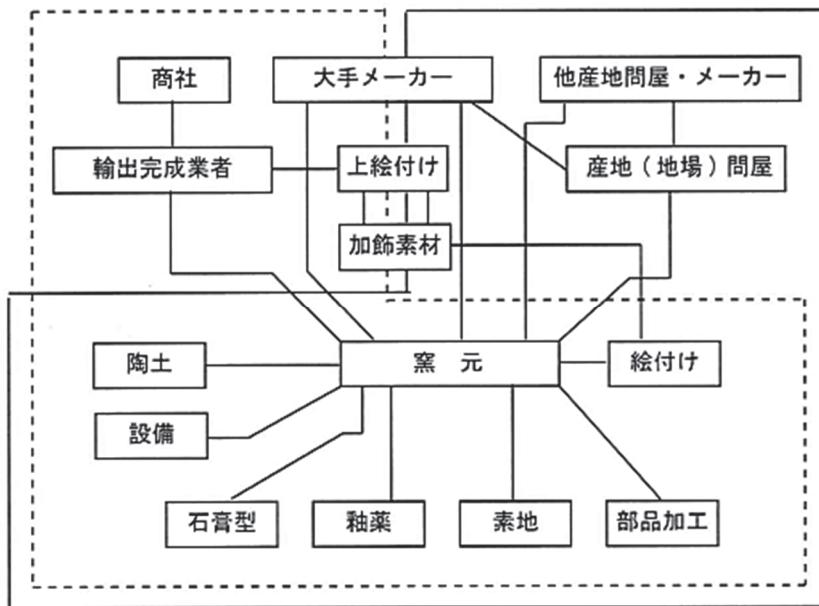 商社
大手メーカー
他産地問屋・メーカー
輸出完成業者
上絵付け
産地(地場)問屋
加飾素材
陶土
窯 元
絵付け
設備
石膏型
釉薬
素地
部品加工